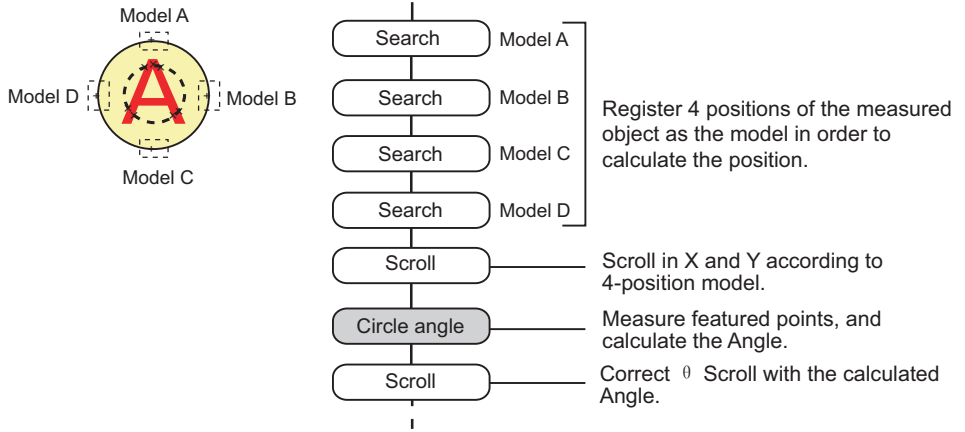 Model A
Model D
A
Model B
Model C
Search Model A
Search Model B
Search Model C
Search Model D
Register 4 positions of the measured
object as the model in order to
calculate the position.
Scroll
Scroll in X and Y according to
4-position model.
Circle angle
Measure featured points, and
calculate the Angle.
Scroll
Correct θ Scroll with the calculated
Angle.